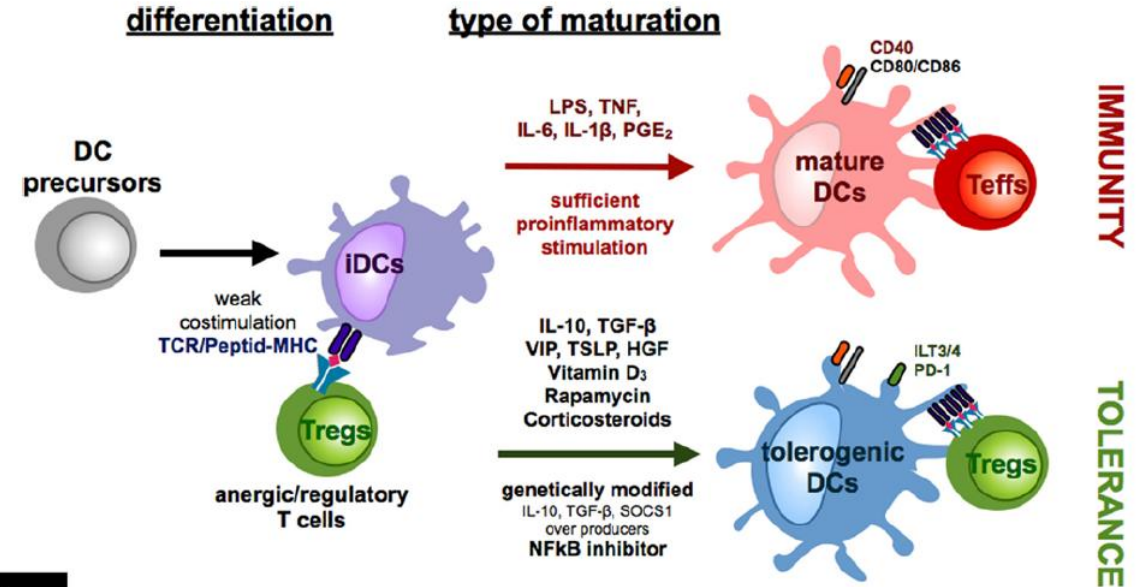 differentiation
type of maturation
DC
precursors
weak
costimulation
TCR/Peptid-MHC
iDCs
Tregs
anergic/regulatory
T cells
LPS, TNF,
IL-6, IL-1β, PGE₂
sufficient
proinflammatory
stimulation
CD40
CD80/CD86
mature
DCs
Teffs
IMMUNITY
IL-10, TGF-β
VIP, TSLP, HGF
Vitamin D₃
Rapamycin
Corticosteroids
genetically modified
IL-10, TGF-β, SOCS1
over producers
NFkB inhibitor
ILT3/4
PD-1
tolerogenic
DCs
Tregs
TOLERANCE